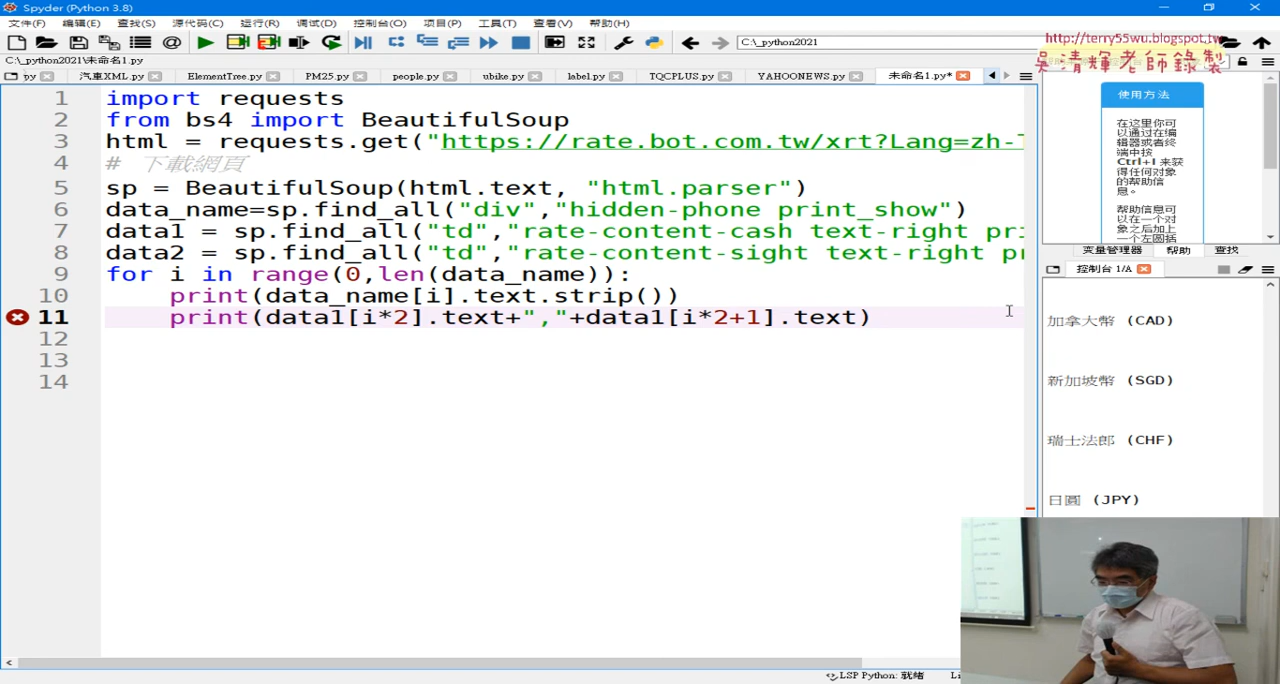 Spyder (Python 3.8)
文件(F) 编辑(E) 查找(S) 源代码(C) 运行(R) 调试(D) 控制台(O) 项目(P) 工具(T) 查看(V) 帮助(H)
C:\_python2021
http://terry55wu.blogspot.tw
吳清輝老師錄製
C:\_python2021\未命名1.py
py 汽車XML.py ElementTree.py PM25.py people.py ubike.py label.py TQCPLUS.py YAHOONEWS.py 未命名1.py*
1 import requests
2 from bs4 import BeautifulSoup
3 html = requests.get("https://rate.bot.com.tw/xrt?Lang=zh-T
4 # 下載網頁
5 sp = BeautifulSoup(html.text, "html.parser")
6 data_name=sp.find_all("div","hidden-phone print_show")
7 data1 = sp.find_all("td","rate-content-cash text-right pri
8 data2 = sp.find_all("td", "rate-content-sight text-right pr
9 for i in range(0,len(data_name)):
10 print(data_name[i].text.strip())
11 print(data1[i*2].text+","+data1[i*2+1].text)
12
13
14
使用方法
在这里你可
以通过在编
辑器或者终
端中按
Ctrl+I 来获
得任何对象
的帮助信
息。
帮助信息可
以在一个对
象之后加上
一个左圆括
变量管理器 帮助 查找
控制台 1/A
加拿大幣 (CAD)
新加坡幣 (SGD)
瑞士法郎 (CHF)
日圓 (JPY)
LSP Python: 就绪